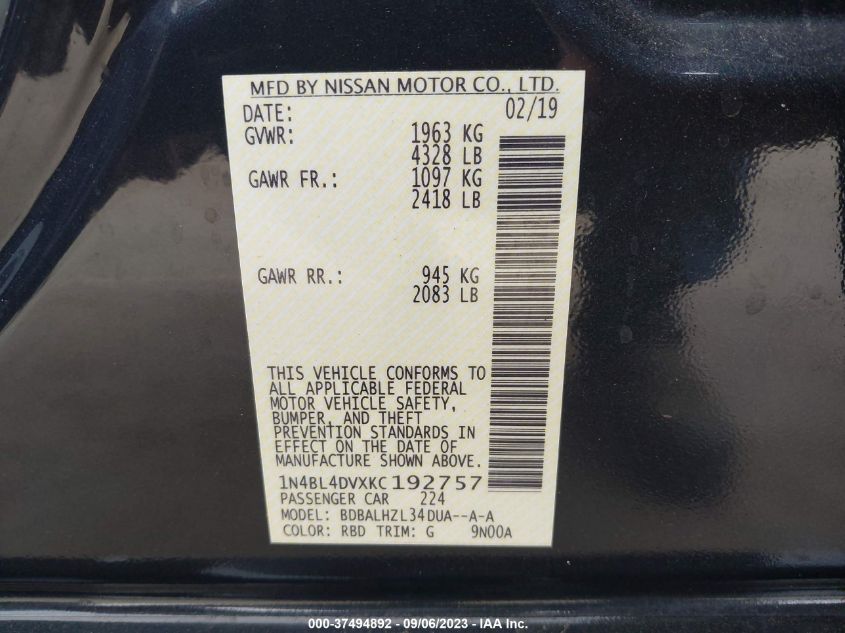 MFD BY NISSAN MOTOR CO., LTD.
DATE: 02/19
GVWR: 1963 KG
4328 LB
GAWR FR.: 1097 KG
2418 LB
GAWR RR.: 945 KG
2083 LB
THIS VEHICLE CONFORMS TO
ALL APPLICABLE FEDERAL
MOTOR VEHICLE SAFETY,
BUMPER, AND THEFT
PREVENTION STANDARDS IN
EFFECT ON THE DATE OF
MANUFACTURE SHOWN ABOVE.
1N4BL4DVXKC192757
PASSENGER CAR 224
MODEL: BDBALHZL34DUA--A-A
COLOR: RBD TRIM: G 9N00A
000-37494892 - 09/06/2023 - IAA Inc.